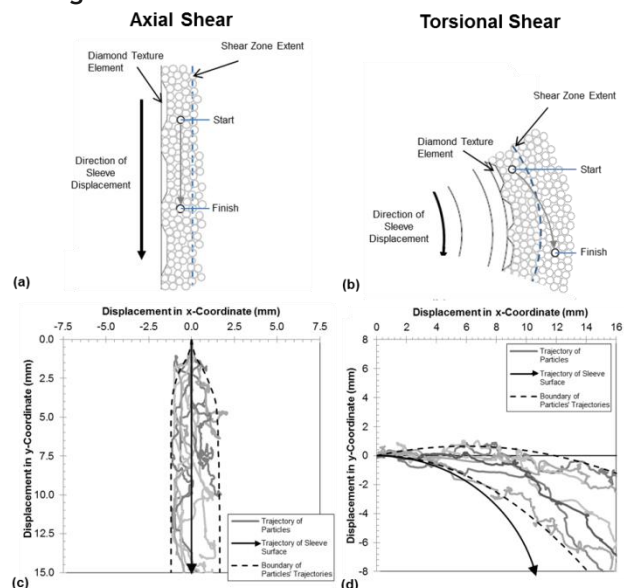 Axial Shear
Torsional Shear
Diamond Texture
Element
Shear Zone Extent
Start
Direction of
Sleeve
Displacement
Finish
(a)
Shear Zone Extent
Diamond Texture
Element
Start
Direction of
Sleeve
Displacement
Finish
(b)
Displacement in x-Coordinate (mm)
-7.5 -5.0 -2.5 0.0 2.5 5.0 7.5
0.0
2.5
5.0
7.5
10.0
12.5
15.0
Displacement in y-Coordinate (mm)
Trajectory of
Particles
Trajectory of Sleeve
Surface
Boundary of
Particles' Trajectories
(c)
Displacement in x-Coordinate (mm)
0 2 4 6 8 10 12 14 16
8
6
4
2
0
-2
-4
-6
-8
Displacement in y-Coordinate (mm)
Trajectory of
Particles
Trajectory of Sleeve
Surface
Boundary of
Particles' Trajectories
(d)